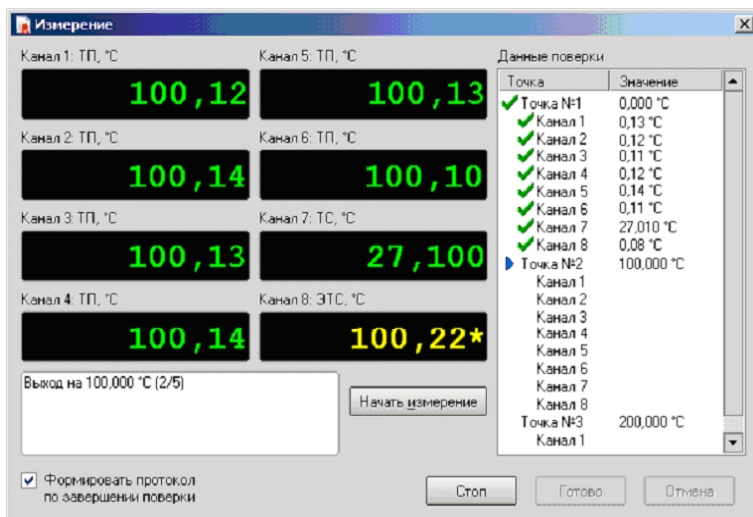 Измерение
Канал 1: ТП, °C
100,12
Канал 2: ТП, °C
100,14
Канал 3: ТП, °C
100,13
Канал 4: ТП, °C
100,14
Канал 5: ТП, °C
100,13
Канал 6: ТП, °C
100,10
Канал 7: ТС, °C
27,100
Канал 8: ЭТС, °C
100,22*
Выход на 100,000 °C (2/5)
Начать измерение
Формировать протокол
по завершении поверки
Данные поверки
Точка Значение
Точка №1 0,000 °C
Канал 1 0,13 °C
Канал 2 0,12 °C
Канал 3 0,11 °C
Канал 4 0,12 °C
Канал 5 0,14 °C
Канал 6 0,11 °C
Канал 7 27,010 °C
Канал 8 0,08 °C
Точка №2 100,000 °C
Канал 1
Канал 2
Канал 3
Канал 4
Канал 5
Канал 6
Канал 7
Канал 8
Точка №3 200,000 °C
Канал 1
Стоп
Готово
Отмена